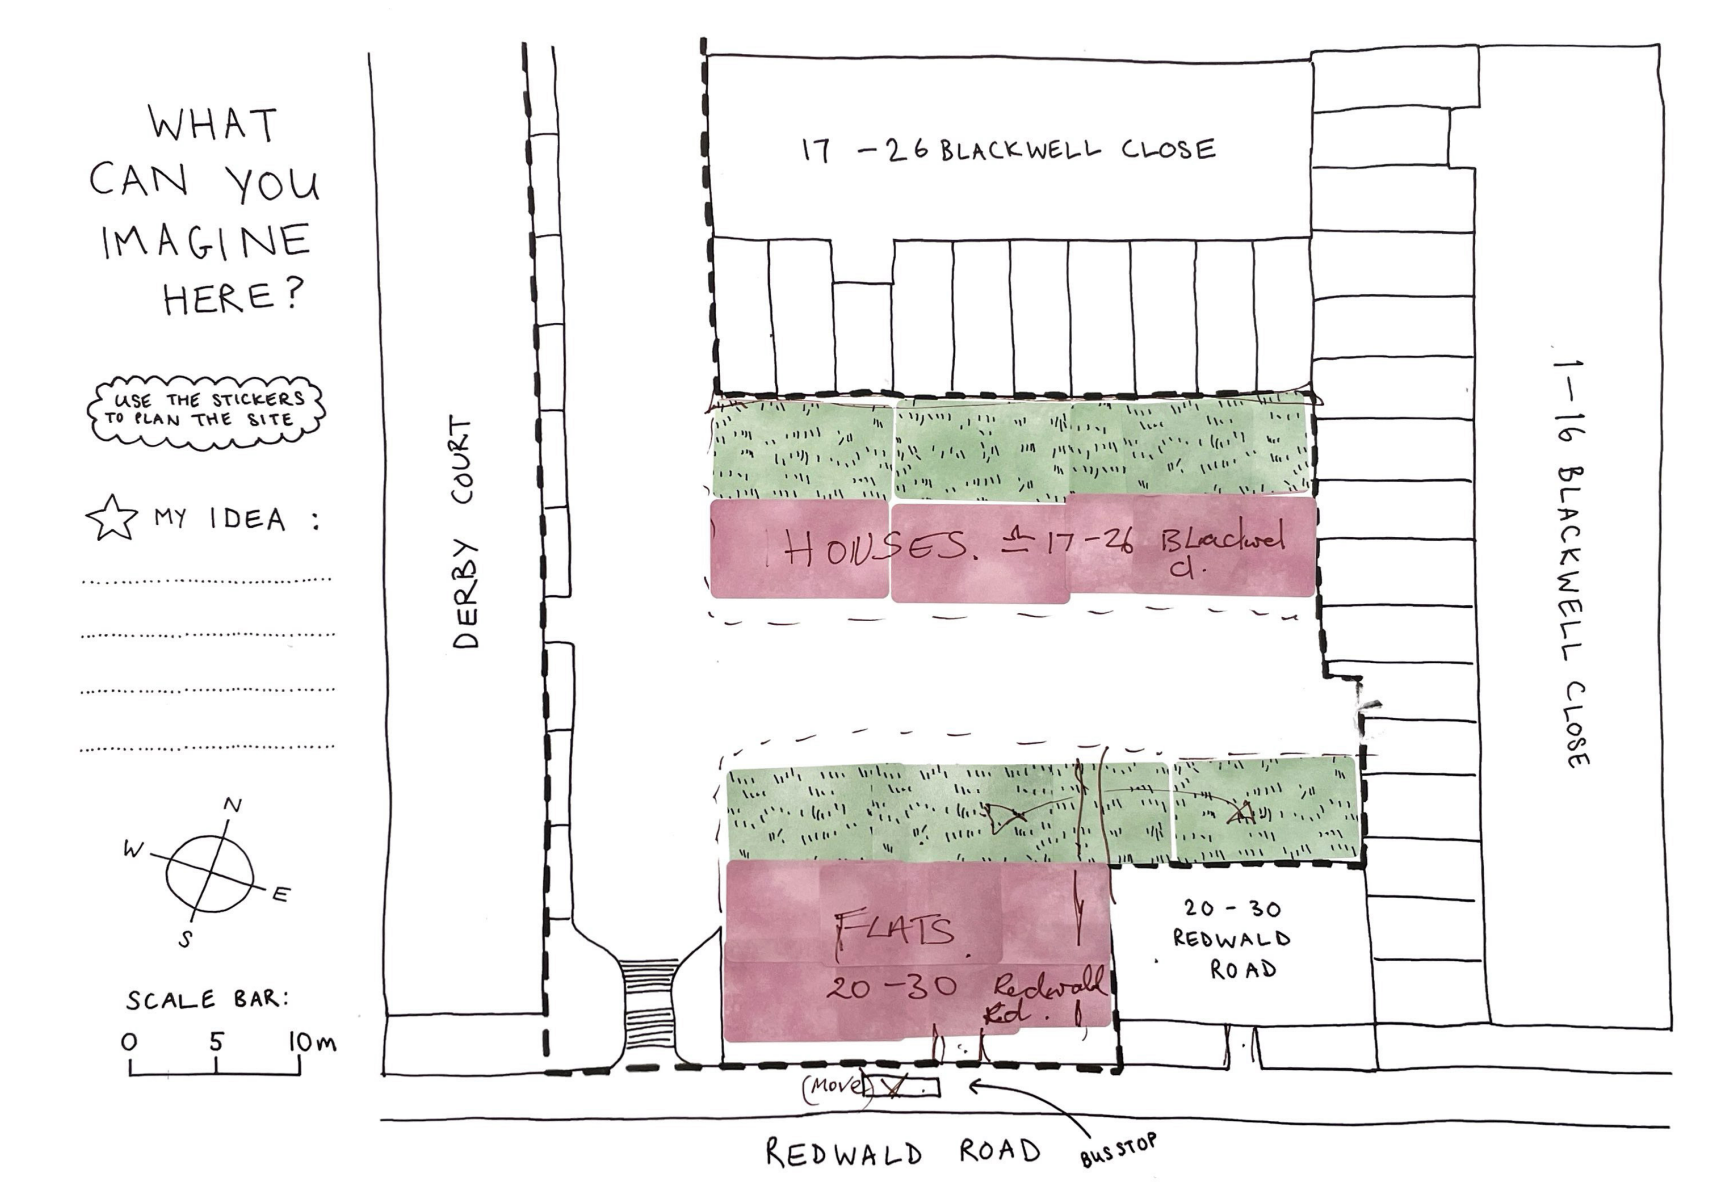 WHAT
CAN YOU
IMAGINE
HERE?
USE THE STICKERS
TO PLAN THE SITE
MY IDEA :
N
W
E
S
SCALE BAR:
0 5 10m
DERBY COURT
17 - 26 BLACKWELL CLOSE
HOUSES. 17-26 Blackwel
cl.
1-16 BLACKWELL CLOSE
FLATS.
20-30 Redwald
Rd.
20-30
REDWALD
ROAD
(Move)
BUS STOP
REDWALD ROAD